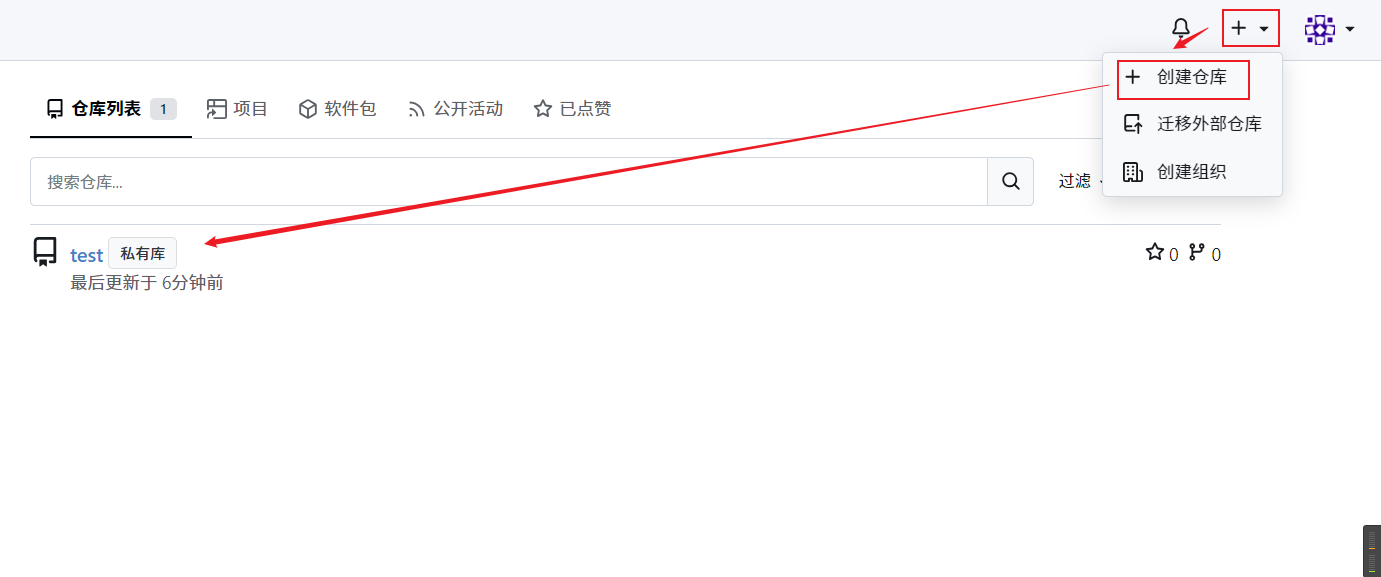 创建仓库
迁移外部仓库
创建组织
仓库列表 1 项目 软件包 公开活动 已点赞
搜索仓库... 过滤
test 私有库 0 0
最后更新于 6分钟前